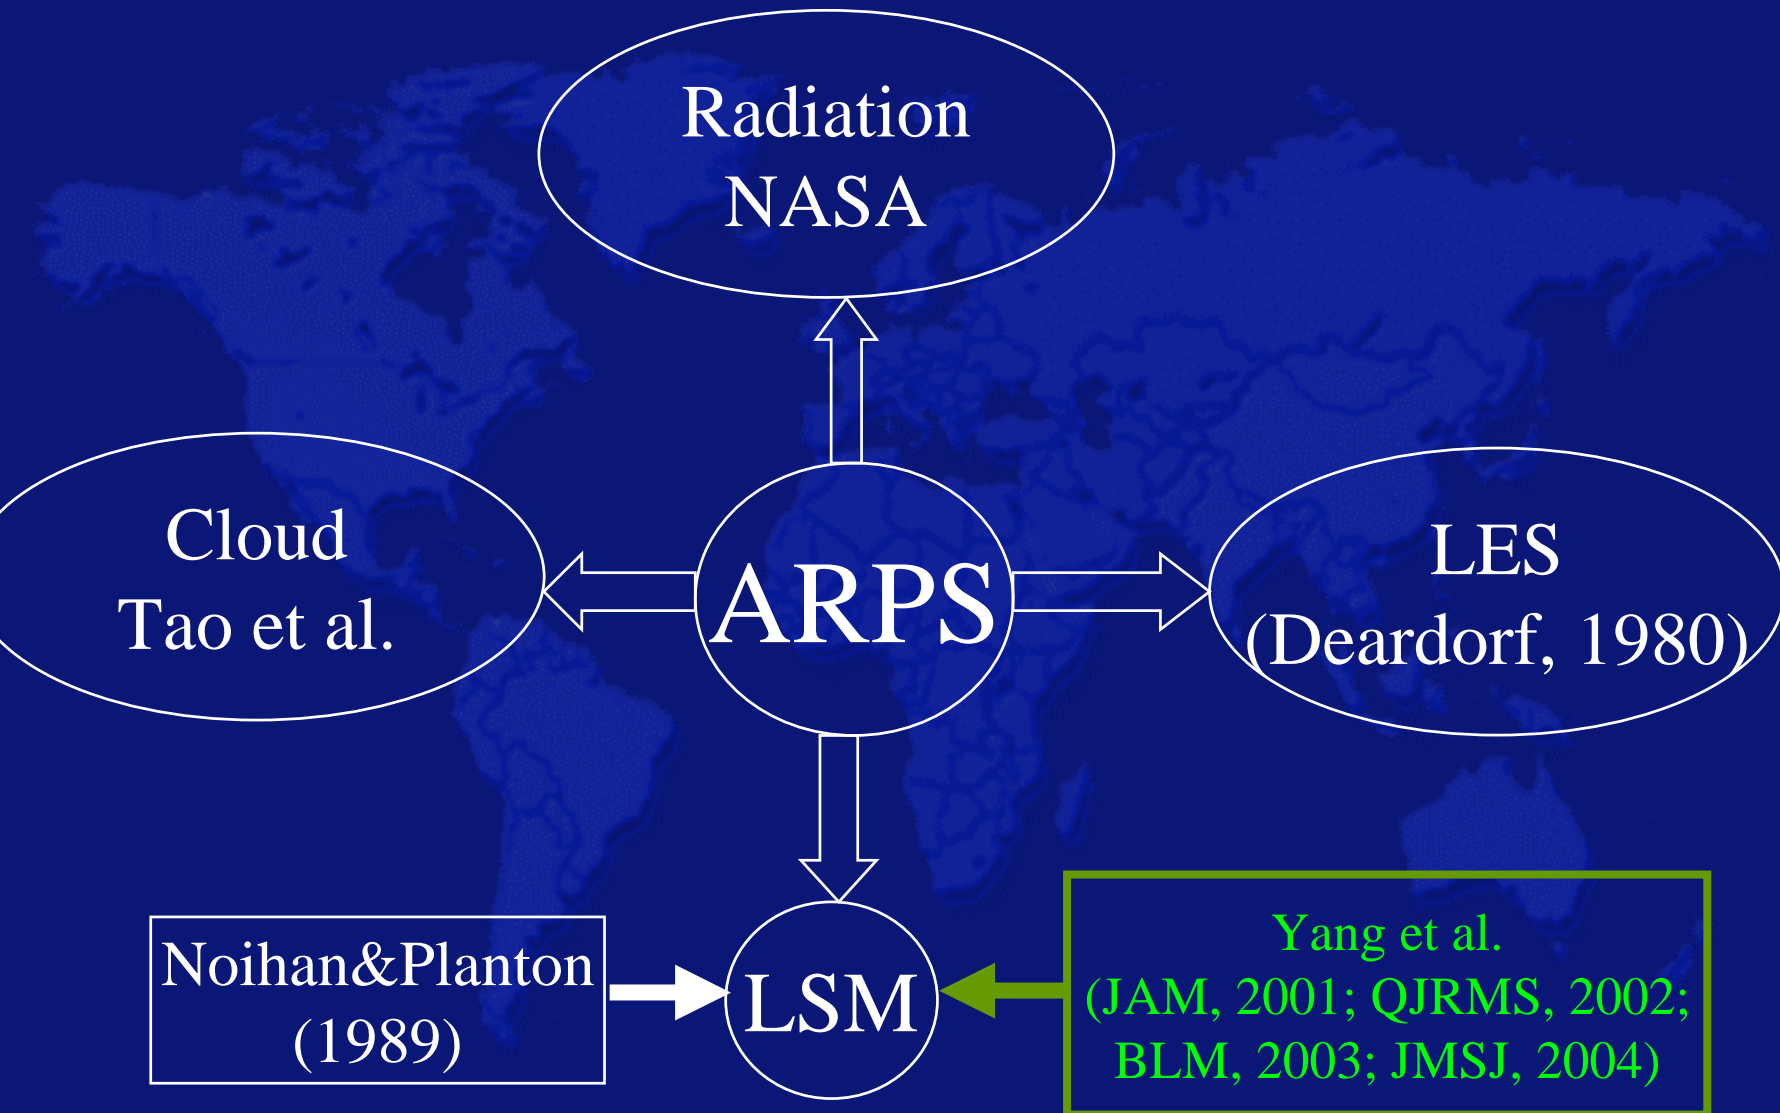 Radiation
NASA
Cloud
Tao et al.
ARPS
LES
(Deardorf, 1980)
Noihan&Planton
(1989)
LSM
Yang et al.
(JAM, 2001; QJRMS, 2002;
BLM, 2003; JMSJ, 2004)